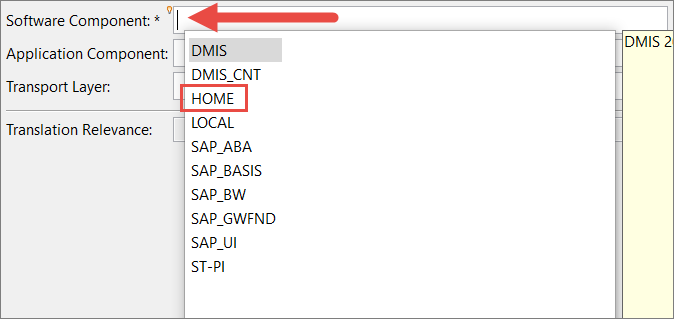 Software Component: *
DMIS
DMIS 20
Application Component:
DMIS_CNT
Transport Layer:
HOME
LOCAL
Translation Relevance:
SAP_ABA
SAP_BASIS
SAP_BW
SAP_GWFND
SAP_UI
ST-PI